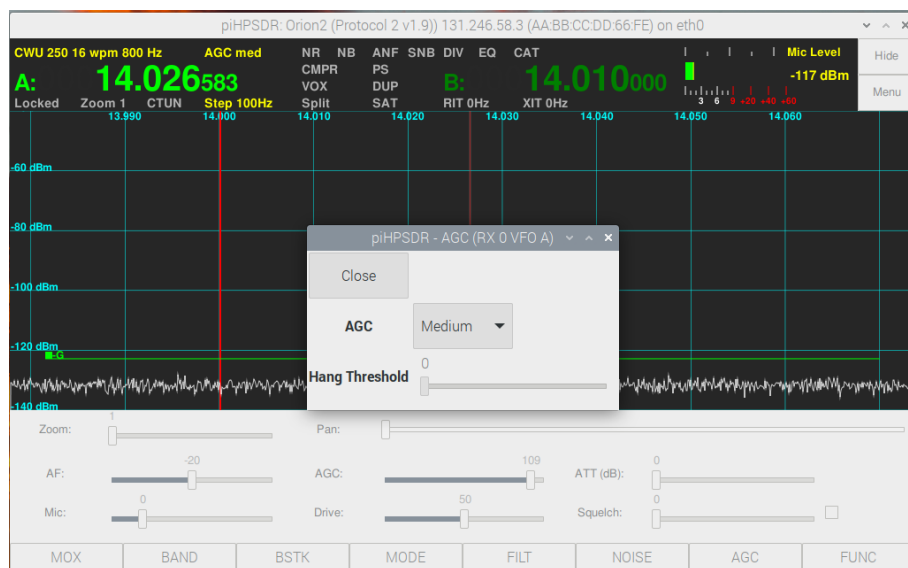 piHPSDR: Orion2 (Protocol 2 v1.9)) 131.246.58.3 (AA:BB:CC:DD:66:FE) on eth0
CWU 250 16 wpm 800 Hz AGC med NR NB ANF SNB DIV EQ CAT Mic Level Hide
CMPR PS -117 dBm
A: 14.026583 VOX DUP B: 14.010000 Menu
Locked Zoom 1 CTUN Step 100Hz Split SAT RIT 0Hz XIT 0Hz 3 6 9 +20 +40 +60
13.990 14.000 14.010 14.020 14.030 14.040 14.050 14.060
-60 dBm
-80 dBm
-100 dBm
-120 dBm
-G
-140 dBm
piHPSDR - AGC (RX 0 VFO A)
Close
AGC Medium
0
Hang Threshold
1
Zoom: Pan:
-20 109 0
AF: AGC: ATT (dB):
0 50 0
Mic: Drive: Squelch:
MOX BAND BSTK MODE FILT NOISE AGC FUNC